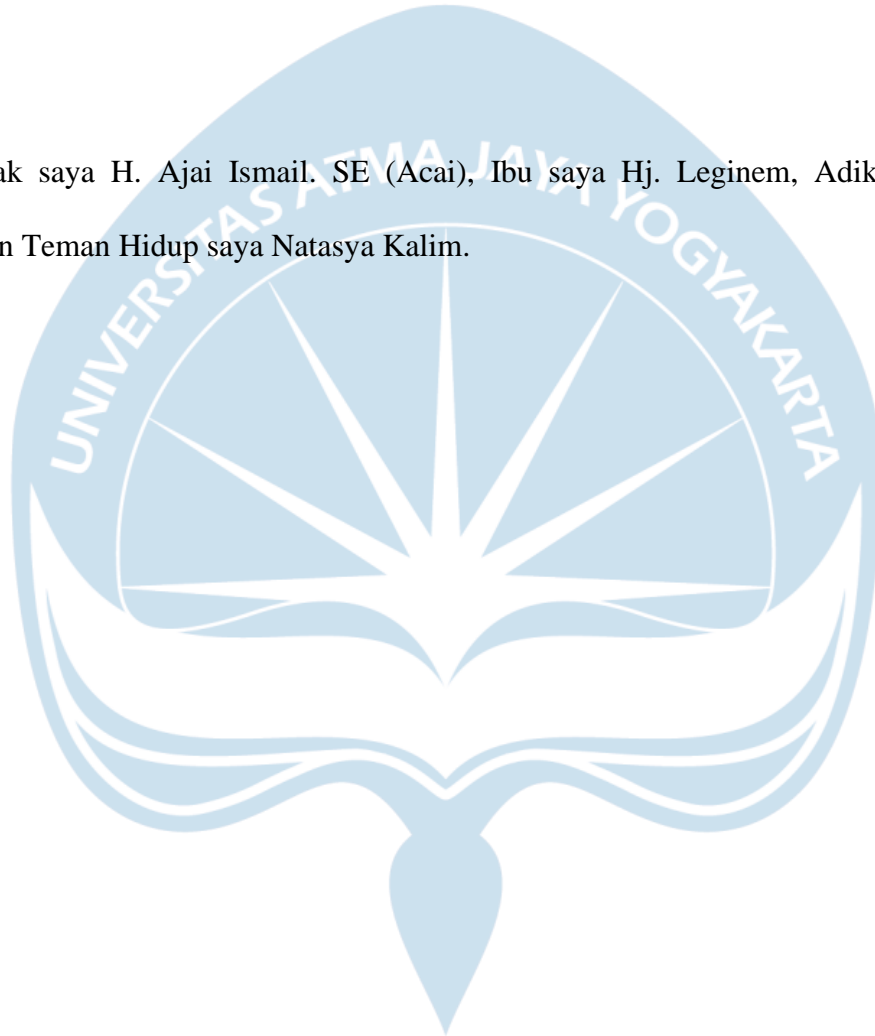 ak saya H. Ajai Ismail. SE (Acai), Ibu saya Hj. Leginem, Adik
n Teman Hidup saya Natasya Kalim.
UNIVERSITAS ATMA JAYA YOGYAKARTA